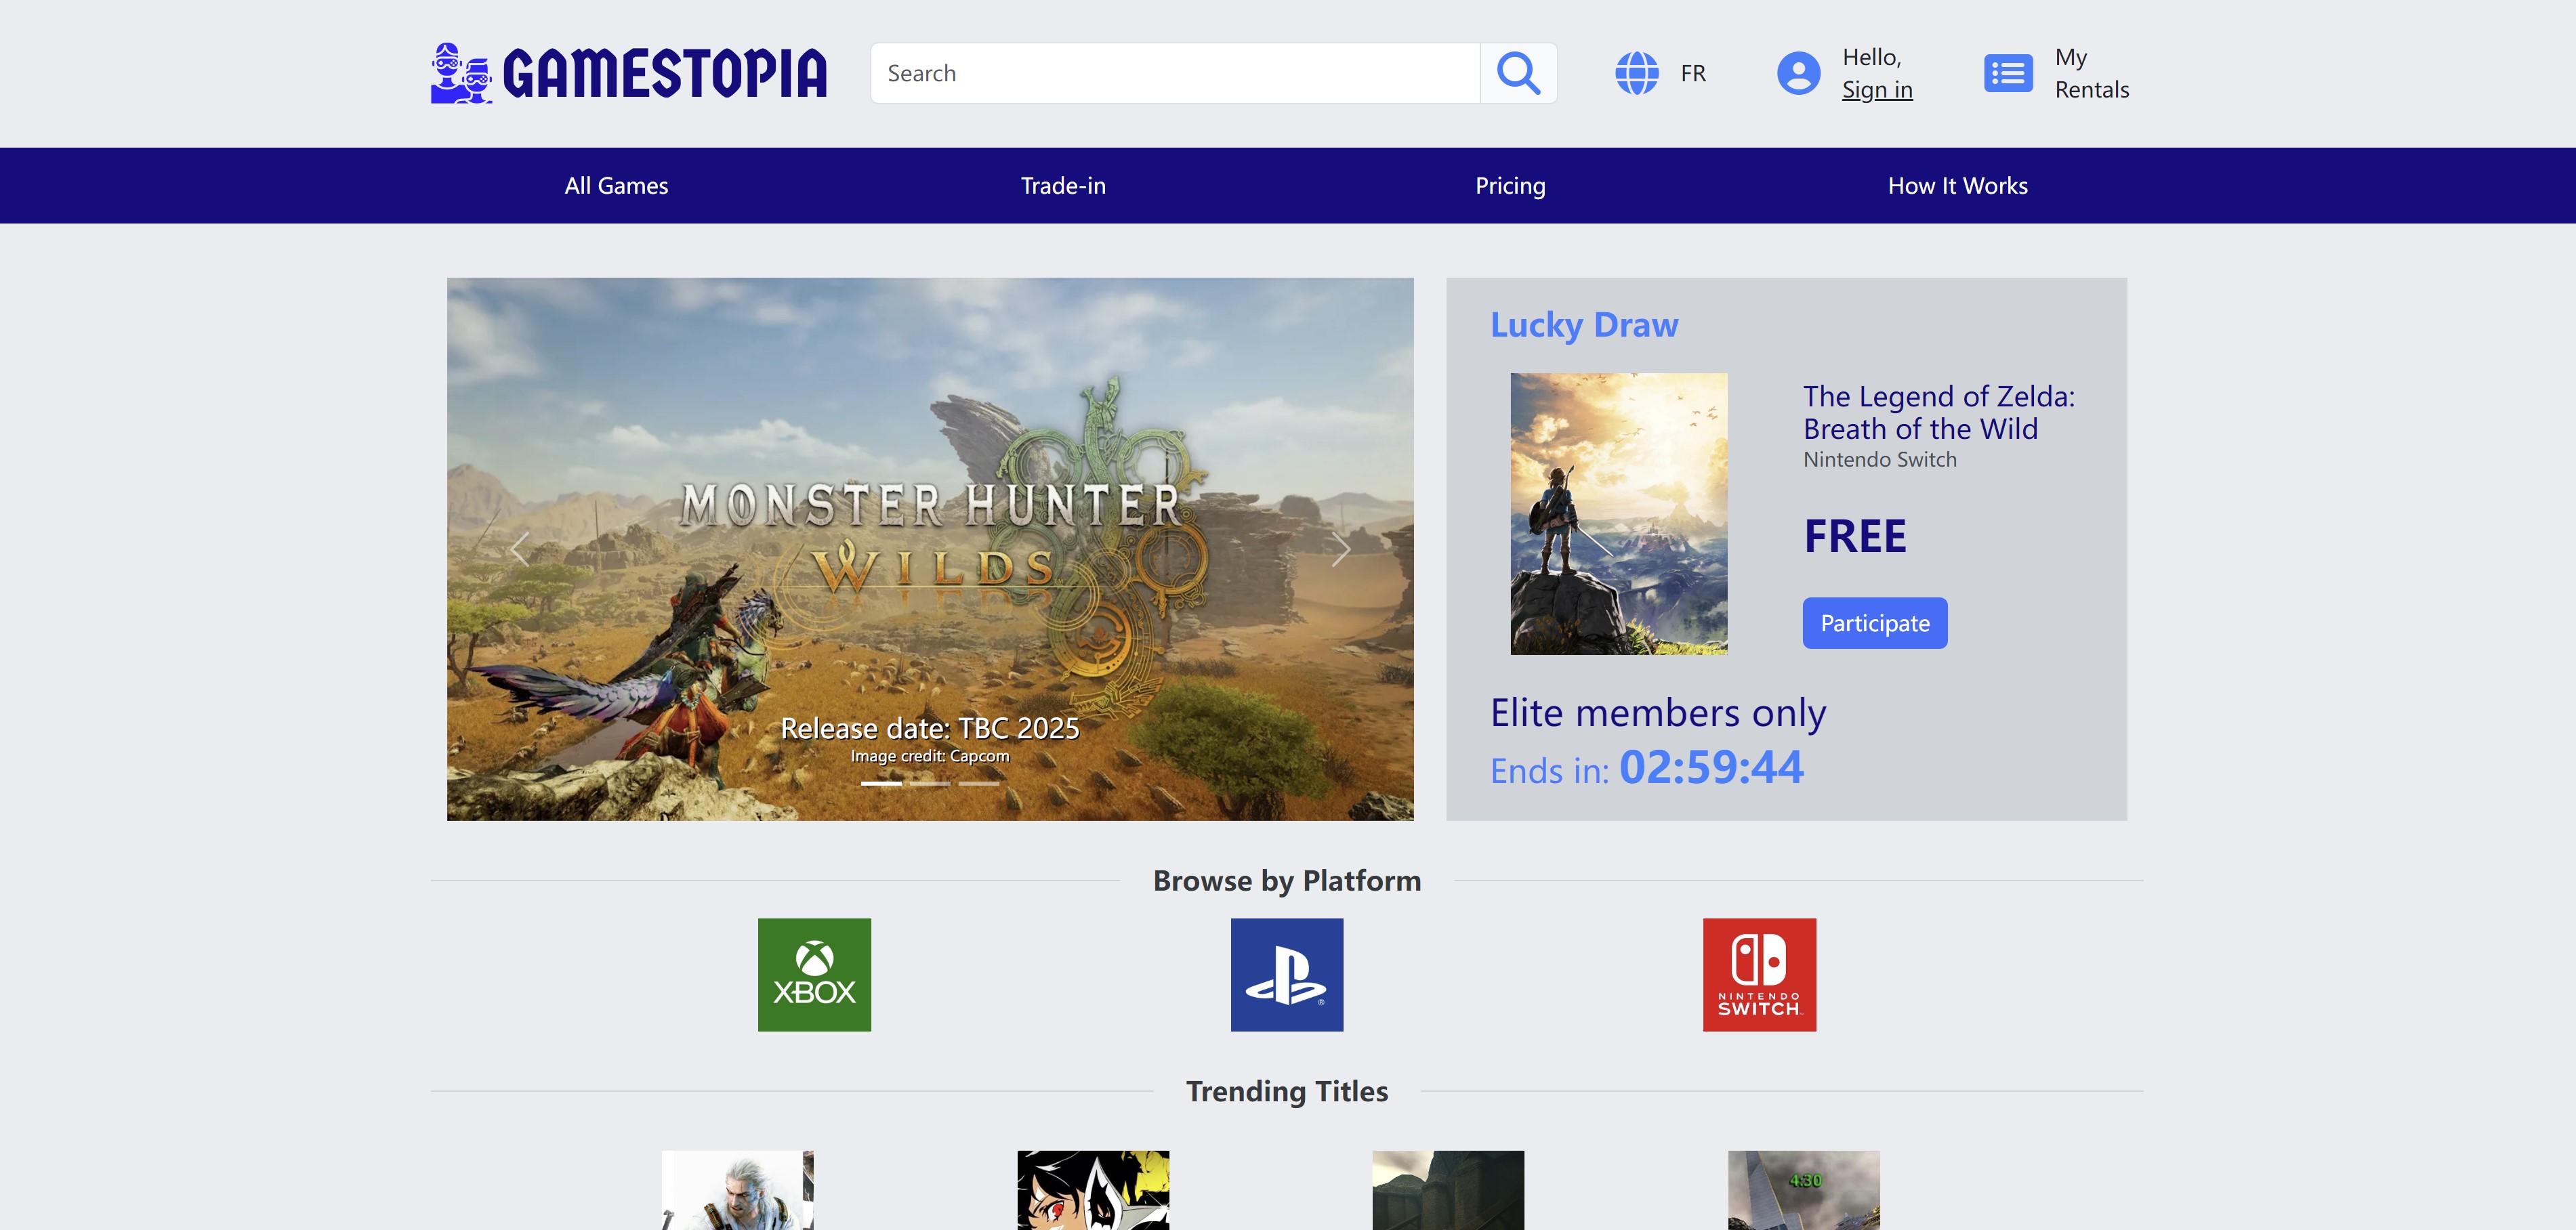 GAMESTOPIA
Search
FR
Hello,
Sign in
My
Rentals
All Games
Trade-in
Pricing
How It Works
MONSTER HUNTER
WILDS
Release date: TBC 2025
Image credit: Capcom
Lucky Draw
The Legend of Zelda:
Breath of the Wild
Nintendo Switch
FREE
Participate
Elite members only
Ends in: 02:59:44
Browse by Platform
XBOX
NINTENDO
SWITCH
Trending Titles
4:30